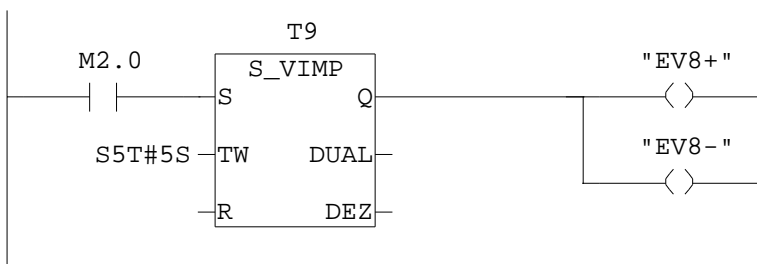 T9
M2.0
S_VIMP
"EV8+"
S
Q
S5T#5S
TW
DUAL
"EV8-"
R
DEZ